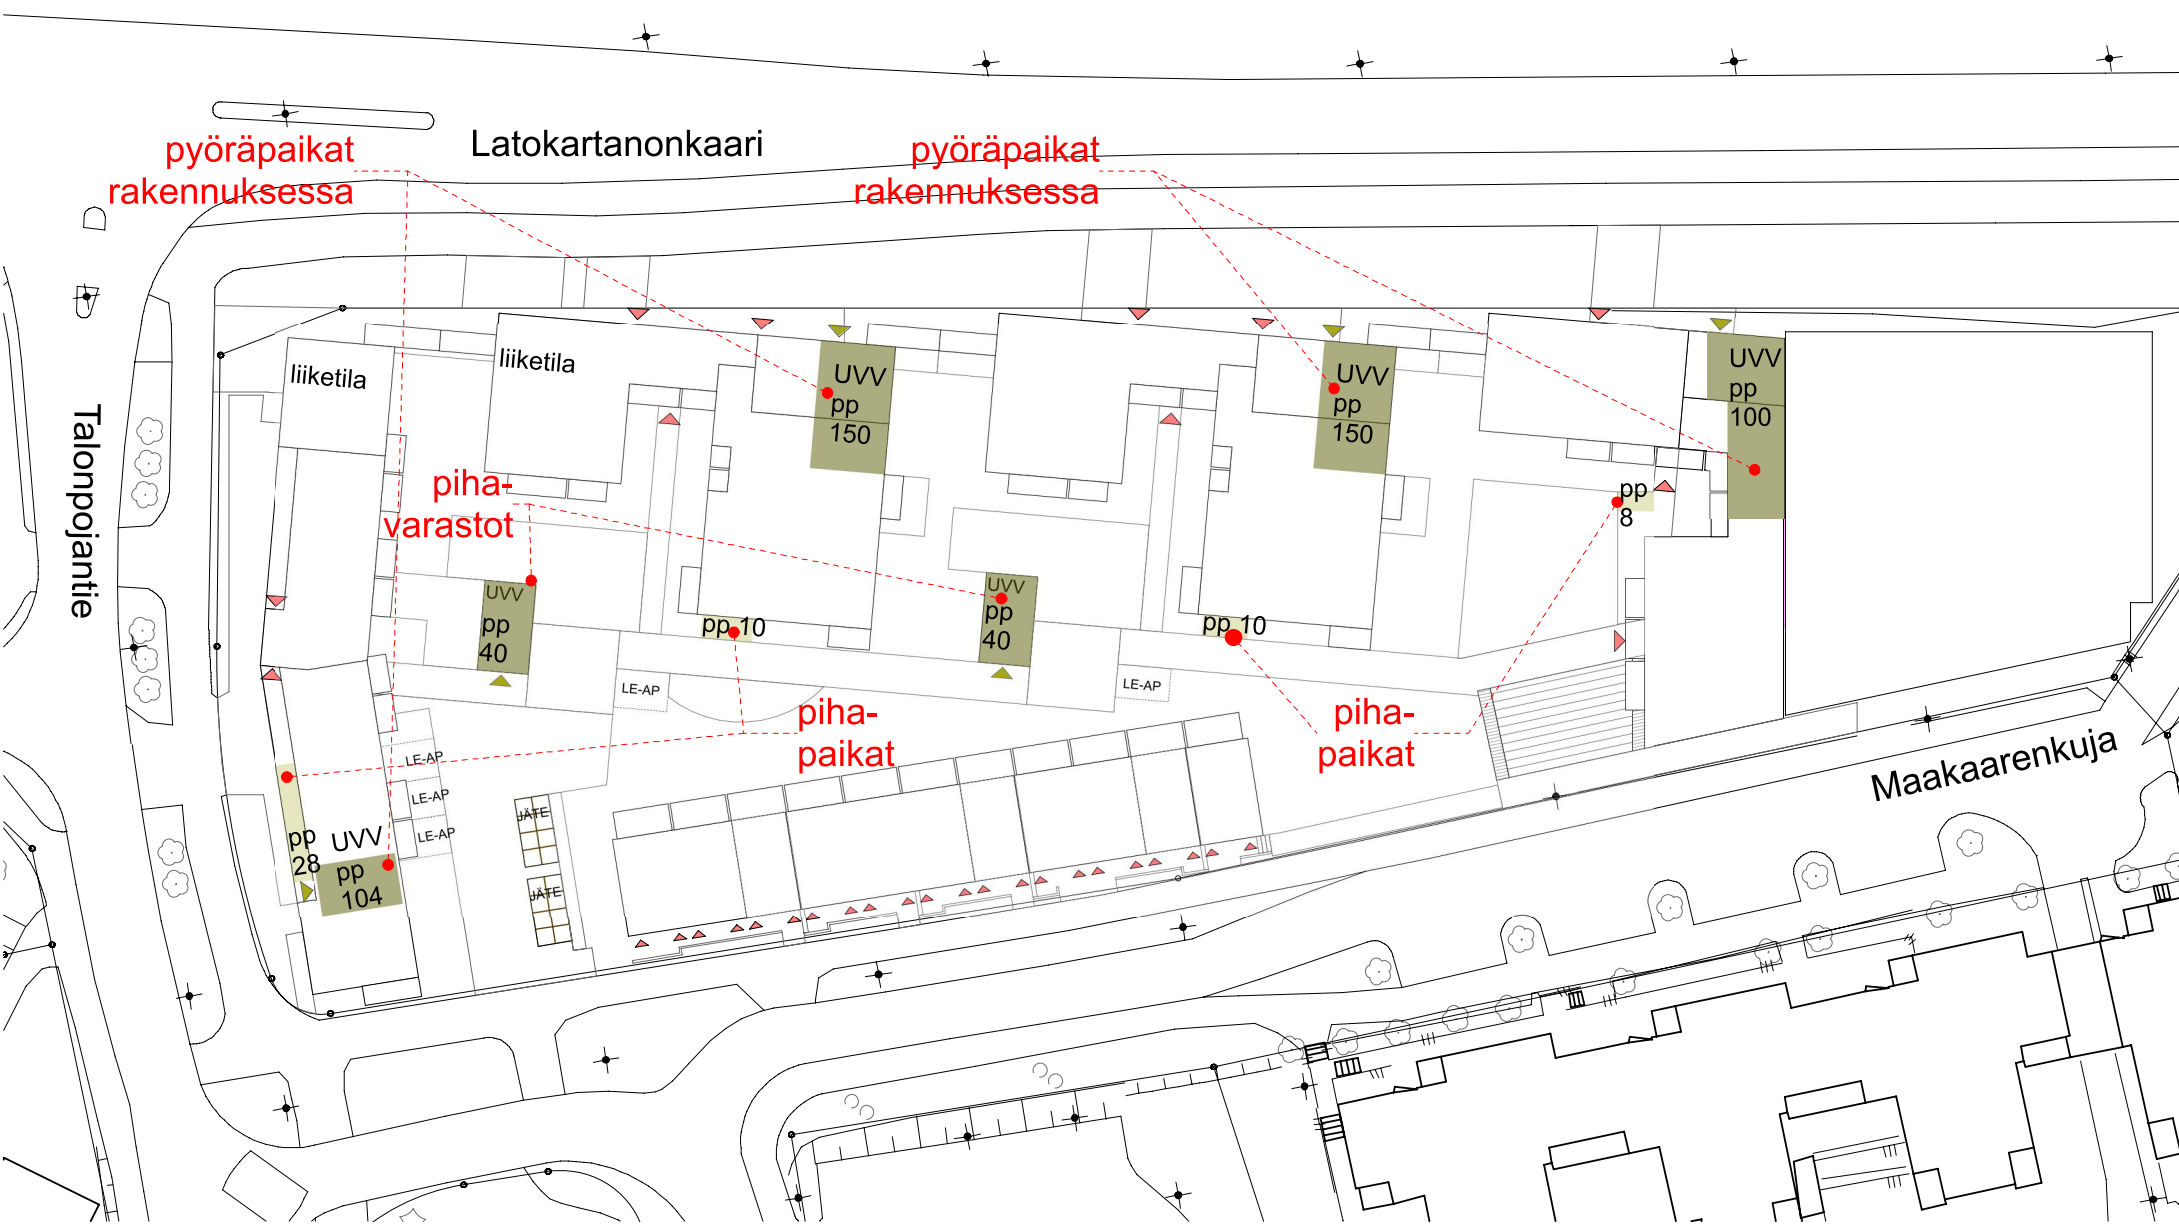 Latokartanonkaari
pyöräpaikat
rakennuksessa
pyöräpaikat
rakennuksessa
liiketila
liiketila
UVV
pp
150
UVV
pp
150
UVV
pp
100
Talonpojantie
piha-
varastot
pp
8
UVV
pp
40
pp 10
UVV
pp
40
pp 10
LE-AP
LE-AP
piha-
paikat
piha-
paikat
LE-AP
LE-AP
LE-AP
JÄTE
JÄTE
pp
28
UVV
pp
104
Maakaarenkuja